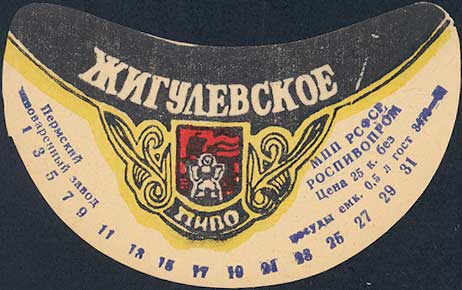 ЖИГУЛЕВСКОЕ
ПИВО
Пермский
пивоваренный завод
МПП РСФСР
РОСПИВОПРОМ
Цена 25 к. без
посуды емк. 0,5 л гост
1 3 5 7 9 11 13 15 17 19 21 23 25 27 29 31